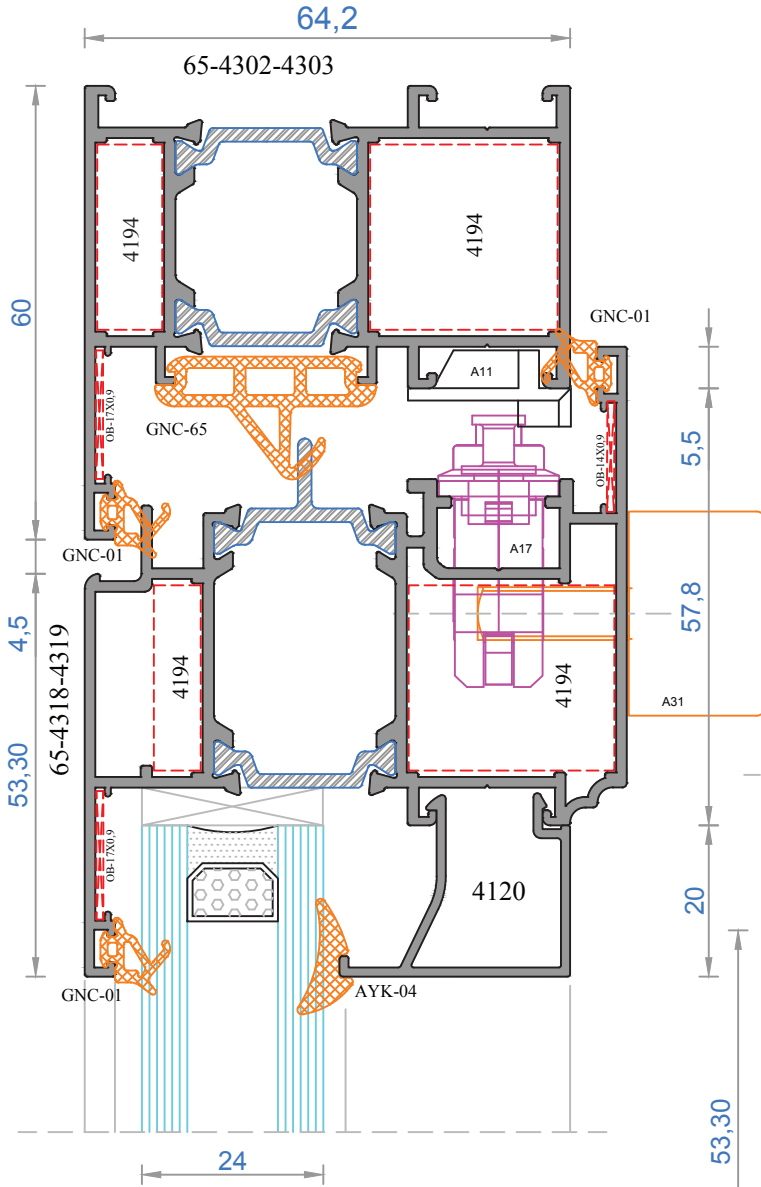 64,2
65-4302-4303
4194
4194
60
GNC-01
A11
OB-17X0,9
GNC-65
OB-14X0,9
5,5
GNC-01
A17
4,5
57,8
65-4318-4319
4194
4194
A31
53,30
OB-17X0,9
4120
20
GNC-01
AYK-04
53,30
24